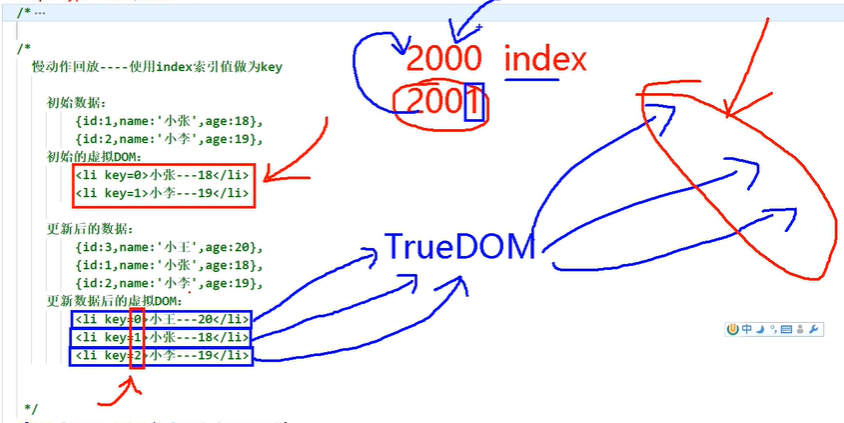 /*...
/*
慢动作回放----使用index索引值做为key
初始数据：
{id:1,name:'小张',age:18},
{id:2,name:'小李',age:19},
初始的虚拟DOM：
<li key=0>小张---18</li>
<li key=1>小李---19</li>
更新后的数据：
{id:3,name:'小王',age:20},
{id:1,name:'小张',age:18},
{id:2,name:'小李',age:19},
更新数据后的虚拟DOM：
<li key=0>小王---20</li>
<li key=1>小张---18</li>
<li key=2>小李---19</li>
*/
2000 index
2001
TrueDOM
中